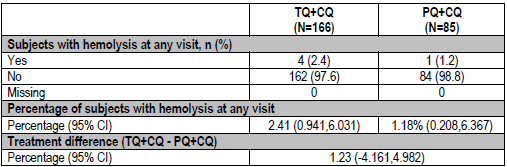 TQ+CQ PQ+CQ
(N=166) (N=85)
Subjects with hemolysis at any visit, n (%)
Yes 4 (2.4) 1 (1.2)
No 162 (97.6) 84 (98.8)
Missing 0 0
Percentage of subjects with hemolysis at any visit
Percentage (95% CI) 2.41 (0.941,6.031) 1.18% (0.208,6.367)
Treatment difference (TQ+CQ - PQ+CQ)
Percentage (95% CI) 1.23 (-4.161,4.982)